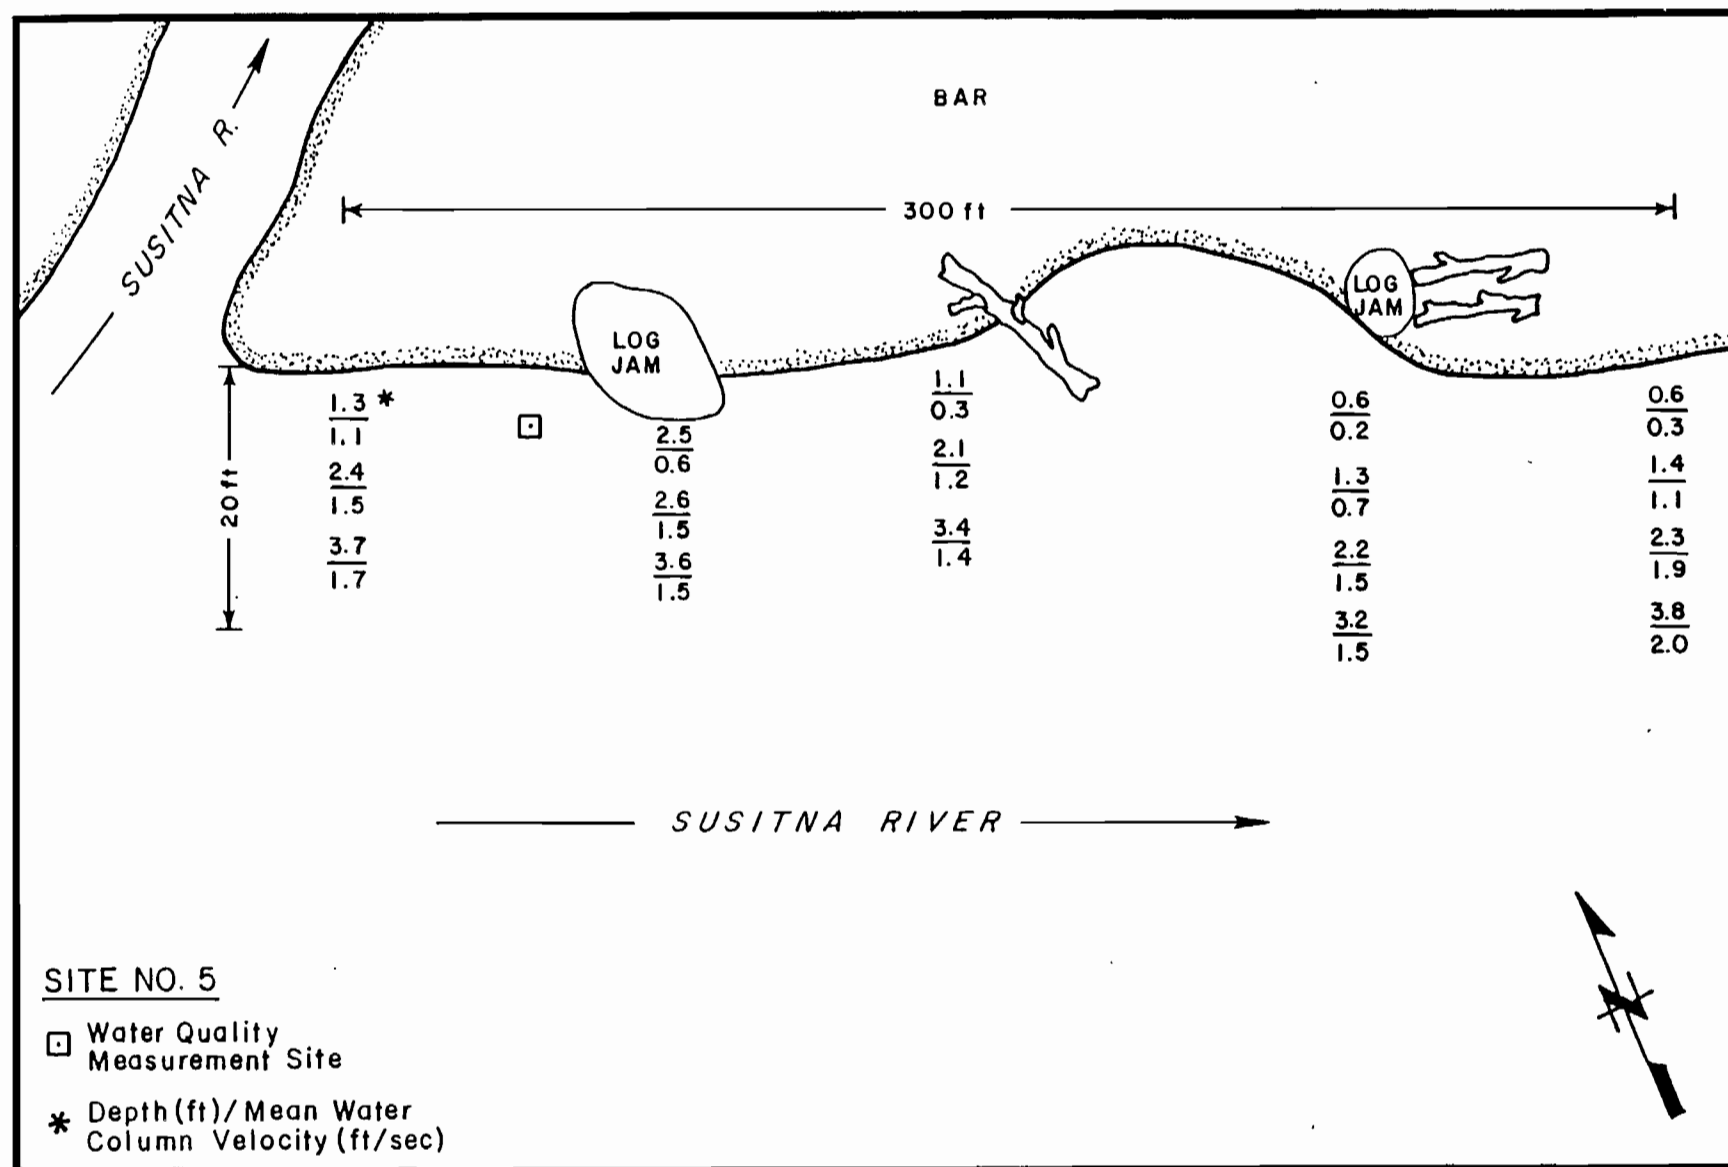 BAR
SUSITNA R.
300 ft
LOG
JAM
LOG
JAM
20 ft
1.3 *
1.1
2.4
1.5
3.7
1.7
2.5
0.6
2.6
1.5
3.6
1.5
1.1
0.3
2.1
1.2
3.4
1.4
0.6
0.2
1.3
0.7
2.2
1.5
3.2
1.5
0.6
0.3
1.4
1.1
2.3
1.9
3.8
2.0
SUSITNA RIVER
SITE NO. 5
Water Quality
Measurement Site
* Depth (ft) / Mean Water
Column Velocity (ft/sec)